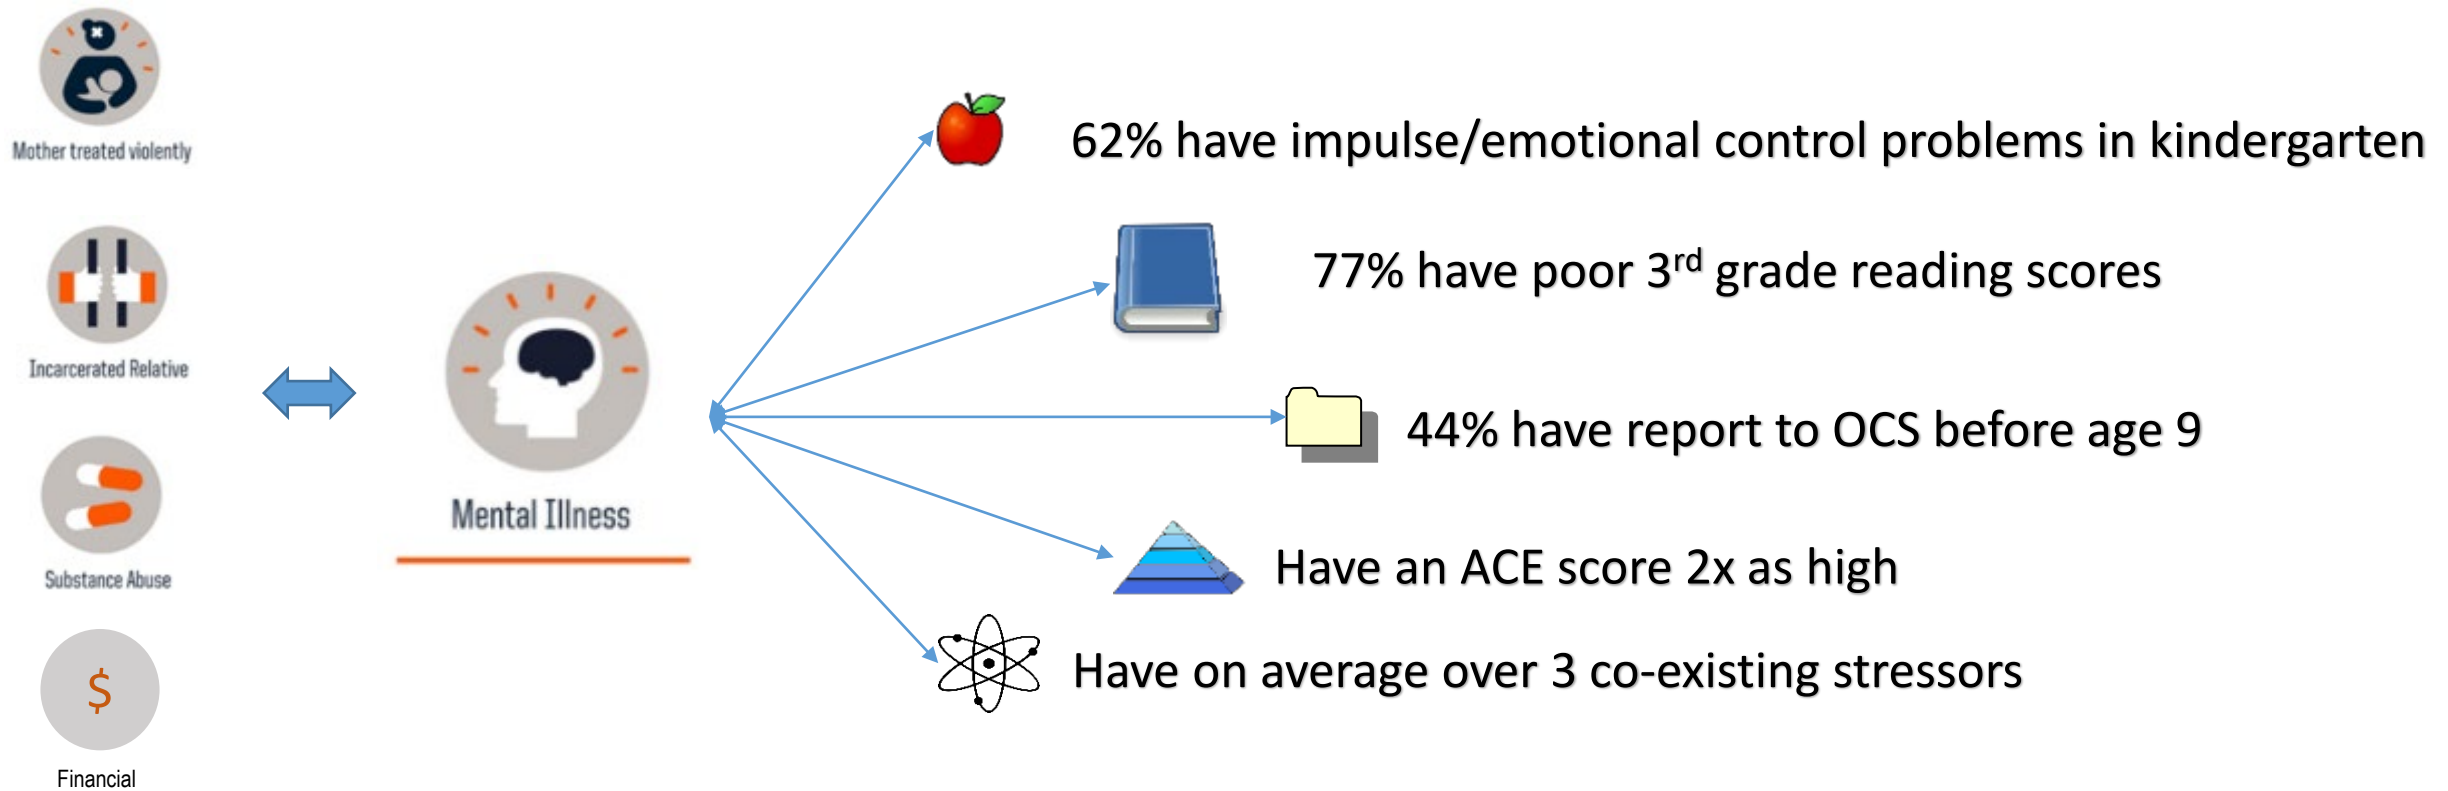 Mother treated violently
Incarcerated Relative
Substance Abuse
$
Financial
Mental Illness
62% have impulse/emotional control problems in kindergarten
77% have poor 3rd grade reading scores
44% have report to OCS before age 9
Have an ACE score 2x as high
Have on average over 3 co-existing stressors